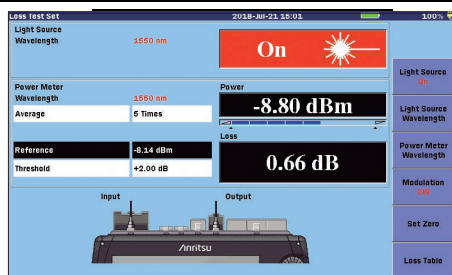 Loss Test Set 2018-Jul-21 15:01 100%
Light Source
Wavelength 1550 nm
On
Power Meter
Wavelength 1550 nm
Average 5 Times
Power
-8.80 dBm
Reference -8.14 dBm
Threshold +2.00 dB
Loss
0.66 dB
Input Output
Anritsu
Light Source
On
Light Source
Wavelength
Power Meter
Wavelength
Modulation
CW
Set Zero
Loss Table